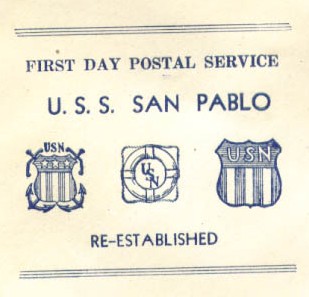 FIRST DAY POSTAL SERVICE
U. S. S. SAN PABLO
USN
USN
USN
RE-ESTABLISHED